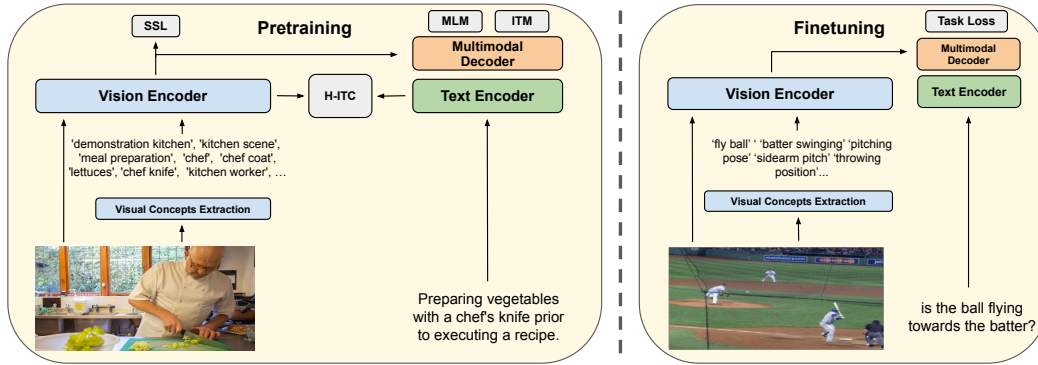 Pretraining
SSL
MLM
ITM
Multimodal
Decoder
Vision Encoder
H-ITC
Text Encoder
'demonstration kitchen', 'kitchen scene',
'meal preparation', 'chef', 'chef coat',
'lettuces', 'chef knife', 'kitchen worker', …
Visual Concepts Extraction
Preparing vegetables
with a chef's knife prior
to executing a recipe.
Finetuning
Task Loss
Multimodal
Decoder
Vision Encoder
Text Encoder
'fly ball' ' 'batter swinging' 'pitching
pose' 'sidearm pitch' 'throwing
position'...
Visual Concepts Extraction
is the ball flying
towards the batter?